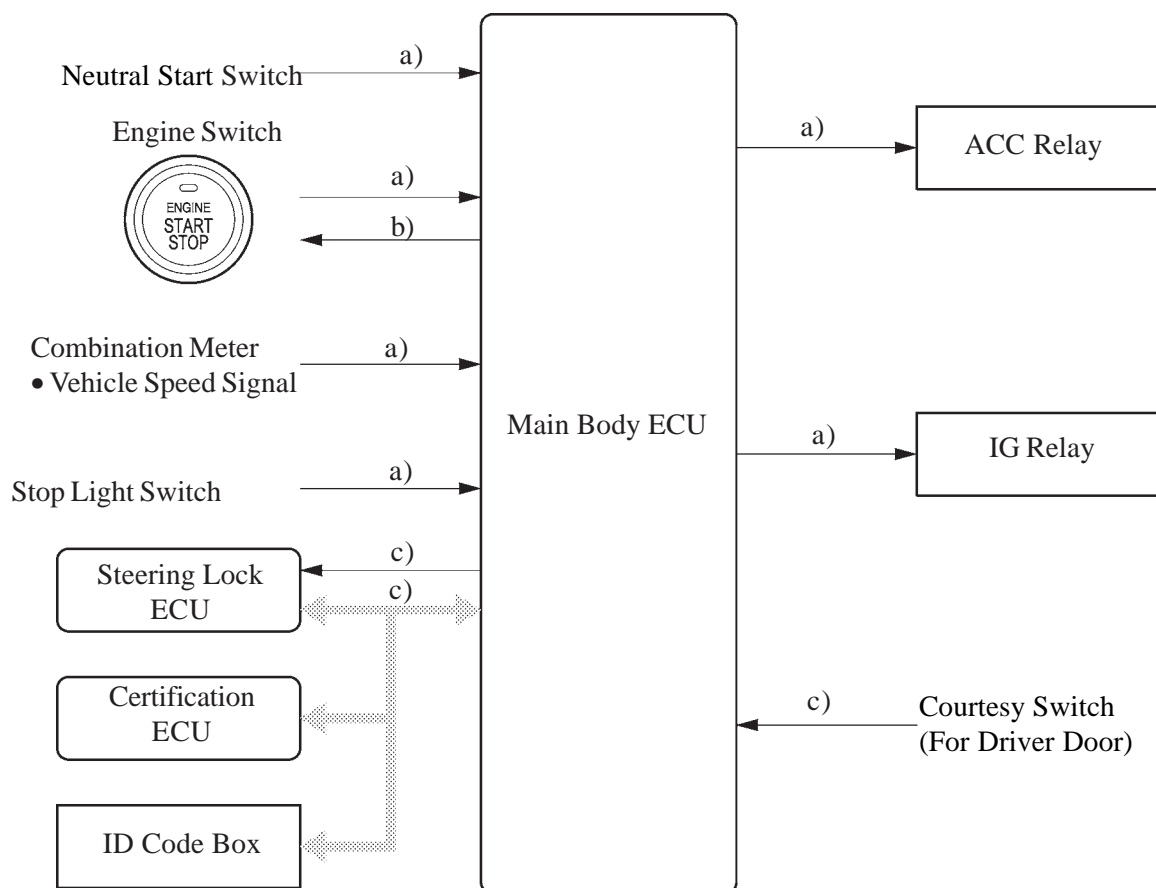 Neutral Start Switch
a)
Engine Switch
ENGINE
START
STOP
a)
b)
Combination Meter
• Vehicle Speed Signal
a)
Stop Light Switch
a)
Steering Lock
ECU
c)
c)
Certification
ECU
ID Code Box
Main Body ECU
a)
ACC Relay
a)
IG Relay
c)
Courtesy Switch
(For Driver Door)